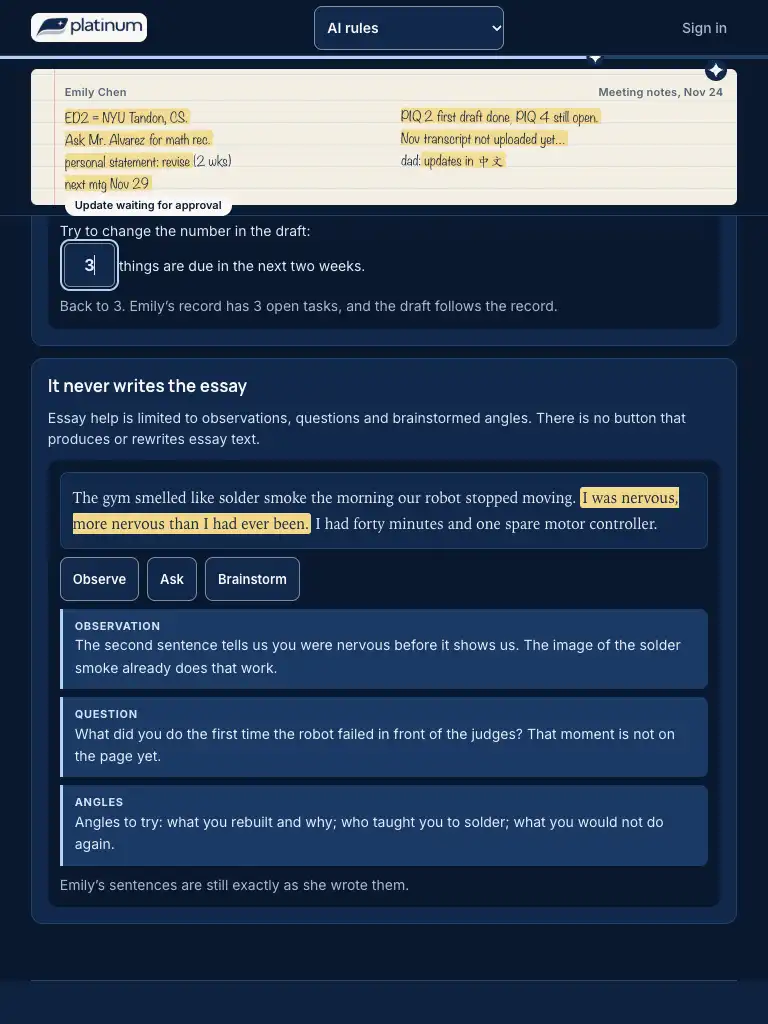 platinum
AI rules
Sign in
Emily Chen
Meeting notes, Nov 24
ED2 = NYU Tandon, CS.
Ask Mr. Alvarez for math rec.
personal statement: revise (2 wks)
next mtg Nov 29
PIQ 2 first draft done, PIQ 4 still open.
Nov transcript not uploaded yet...
dad: updates in 中文
Update waiting for approval
Try to change the number in the draft:
3 things are due in the next two weeks.
Back to 3. Emily’s record has 3 open tasks, and the draft follows the record.
It never writes the essay
Essay help is limited to observations, questions and brainstormed angles. There is no button that
produces or rewrites essay text.
The gym smelled like solder smoke the morning our robot stopped moving. I was nervous,
more nervous than I had ever been. I had forty minutes and one spare motor controller.
Observe
Ask
Brainstorm
OBSERVATION
The second sentence tells us you were nervous before it shows us. The image of the solder
smoke already does that work.
QUESTION
What did you do the first time the robot failed in front of the judges? That moment is not on
the page yet.
ANGLES
Angles to try: what you rebuilt and why; who taught you to solder; what you would not do
again.
Emily’s sentences are still exactly as she wrote them.